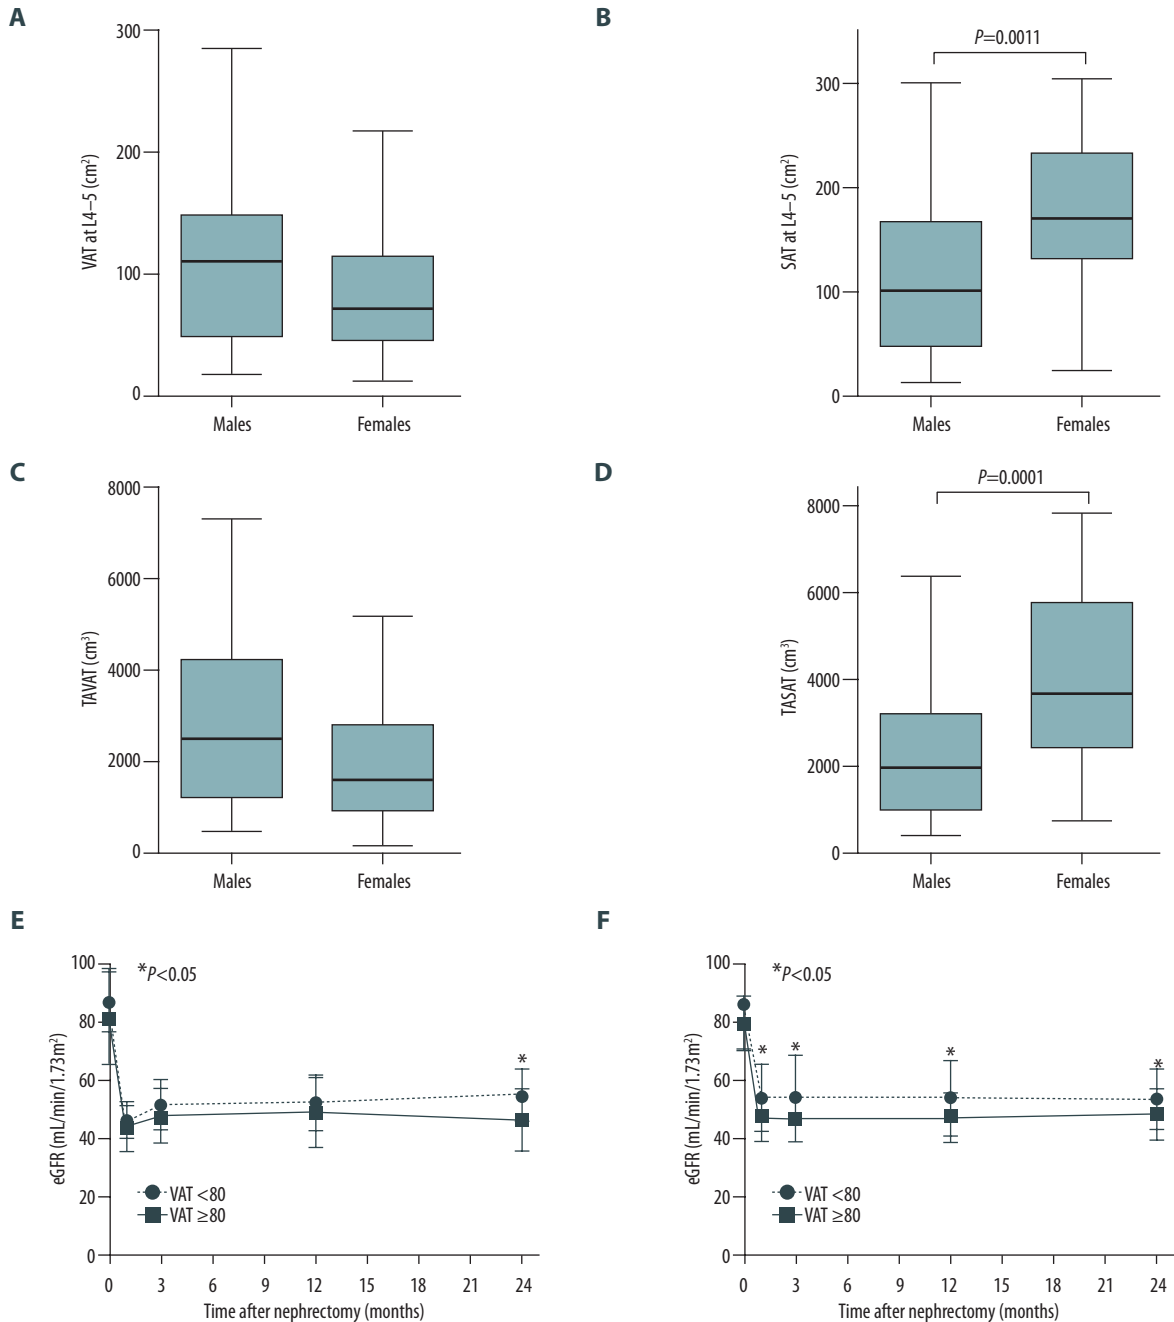 A
300
200
100
0
VAT at L4–5 (cm²)
Males
Females
B
P=0.0011
300
200
100
0
SAT at L4–5 (cm²)
Males
Females
C
8000
6000
4000
2000
0
TAVAT (cm³)
Males
Females
D
P=0.0001
8000
6000
4000
2000
0
TASAT (cm³)
Males
Females
E
100
80
60
40
20
0
eGFR (mL/min/1.73m²)
*P<0.05
*
VAT <80
VAT ≥80
0 3 6 9 12 15 18 21 24
Time after nephrectomy (months)
F
100
80
60
40
20
0
eGFR (mL/min/1.73m²)
*P<0.05
* * * *
VAT <80
VAT ≥80
0 3 6 9 12 15 18 21 24
Time after nephrectomy (months)